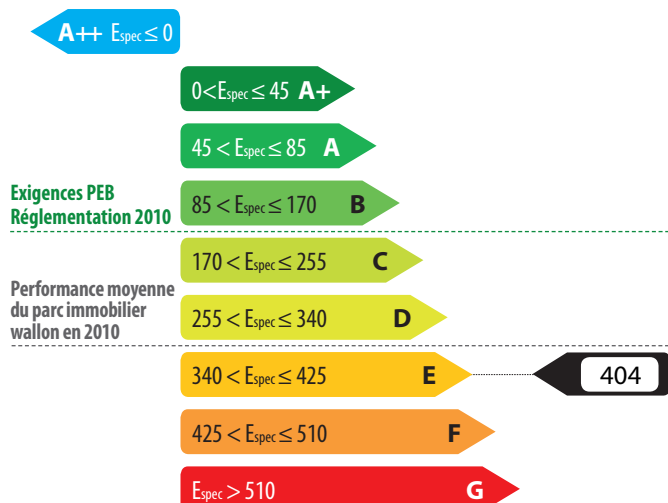 A++ Espec ≤ 0
0<Espec ≤ 45 A+
45 < Espec ≤ 85 A
Exigences PEB
Réglementation 2010
85 < Espec ≤ 170 B
170 < Espec ≤ 255 C
Performance moyenne
du parc immobilier
wallon en 2010
255 < Espec ≤ 340 D
340 < Espec ≤ 425 E
404
425 < Espec ≤ 510 F
Espec > 510 G